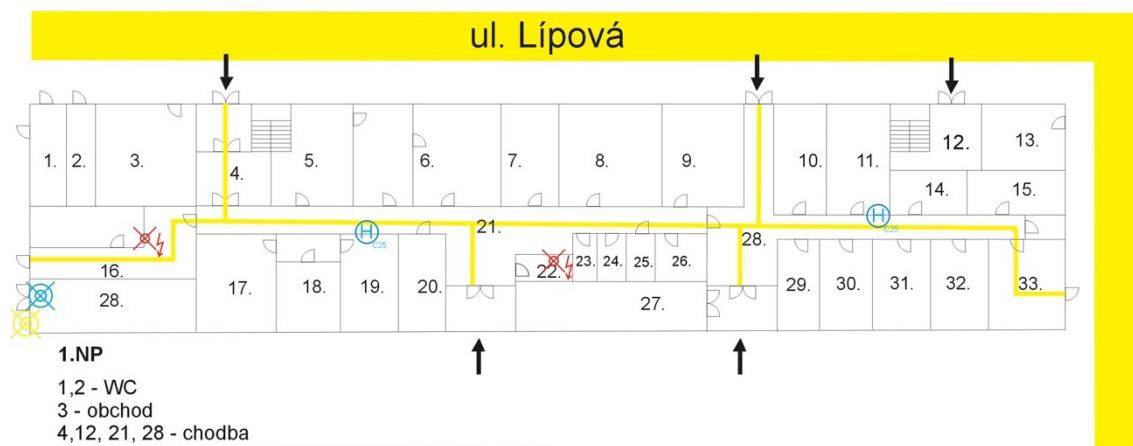 ul. Lípová
1. 2. 3. 4. 5. 6. 7. 8. 9. 10. 11. 12. 13.
14. 15.
21. 28.
H C25 H C25
16. 22. 23. 24. 25. 26.
28. 17. 18. 19. 20. 27. 29. 30. 31. 32. 33.
1.NP
1,2 - WC
3 - obchod
4,12, 21, 28 - chodba